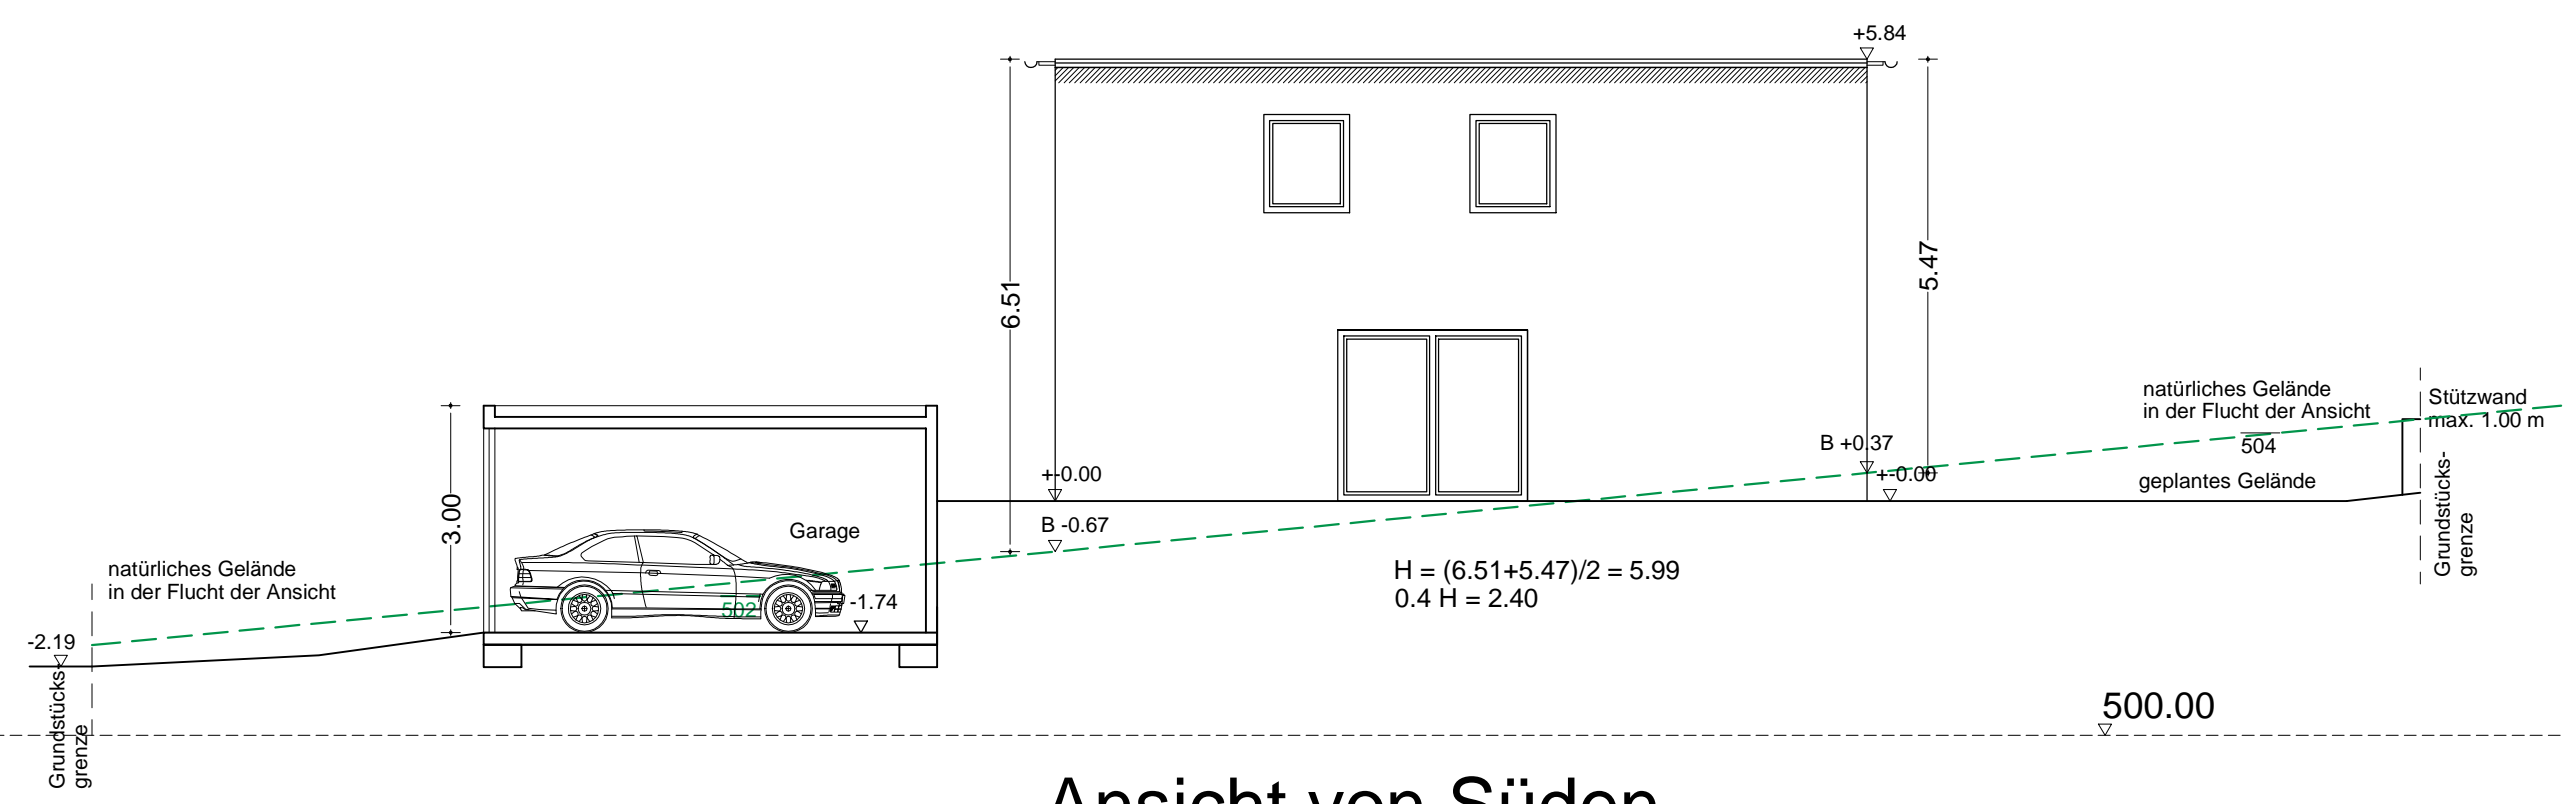 +5.84
6.51
5.47
natürliches Gelände
in der Flucht der Ansicht
504
Stützwand
max. 1.00 m
B +0.37
+-0.00
+-0.00
geplantes Gelände
Grundstücks-
grenze
3.00
Garage
B -0.67
natürliches Gelände
in der Flucht der Ansicht
502
-1.74
H = (6.51+5.47)/2 = 5.99
0.4 H = 2.40
-2.19
Grundstücks-
grenze
500.00
Ansicht von Süden